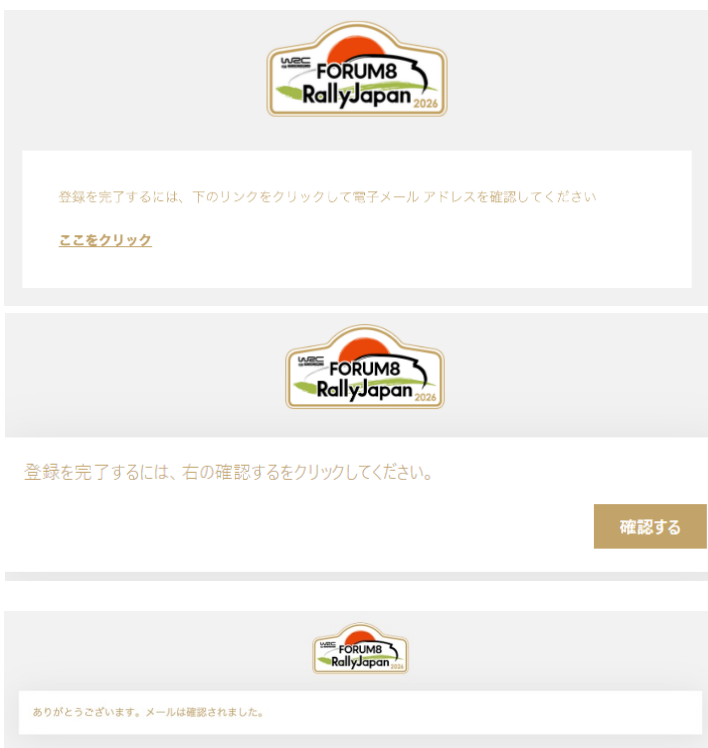 WRC
FORUM8
RallyJapan
2026
登録を完了するには、下のリンクをクリックして電子メール アドレスを確認してください
ここをクリック
WRC
FORUM8
RallyJapan
2026
登録を完了するには、右の確認するをクリックしてください。
確認する
WRC
FORUM8
RallyJapan
2026
ありがとうございます。メールは確認されました。